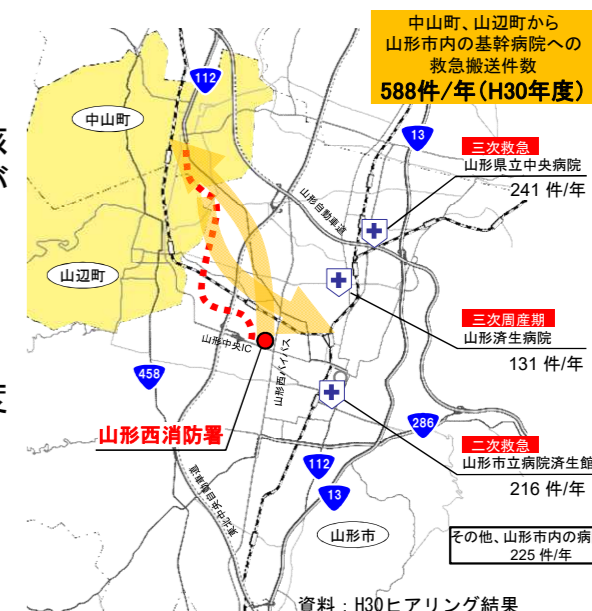 中山町、山辺町から
山形市内の基幹病院への
救急搬送件数
588件/年(H30年度)
112
中山町
13
三次救急
山形県立中央病院
241 件/年
が
山形自動車道
山辺町
三次周産期
山形済生病院
131 件/年
山形中央IC
山形西バイパス
458
度
山形西消防署
286
二次救急
山形市立病院済生館
216 件/年
112
13
東北中央自動車道
山形市
その他、山形市内の病
225 件/年
資料：H30ヒアリング結果